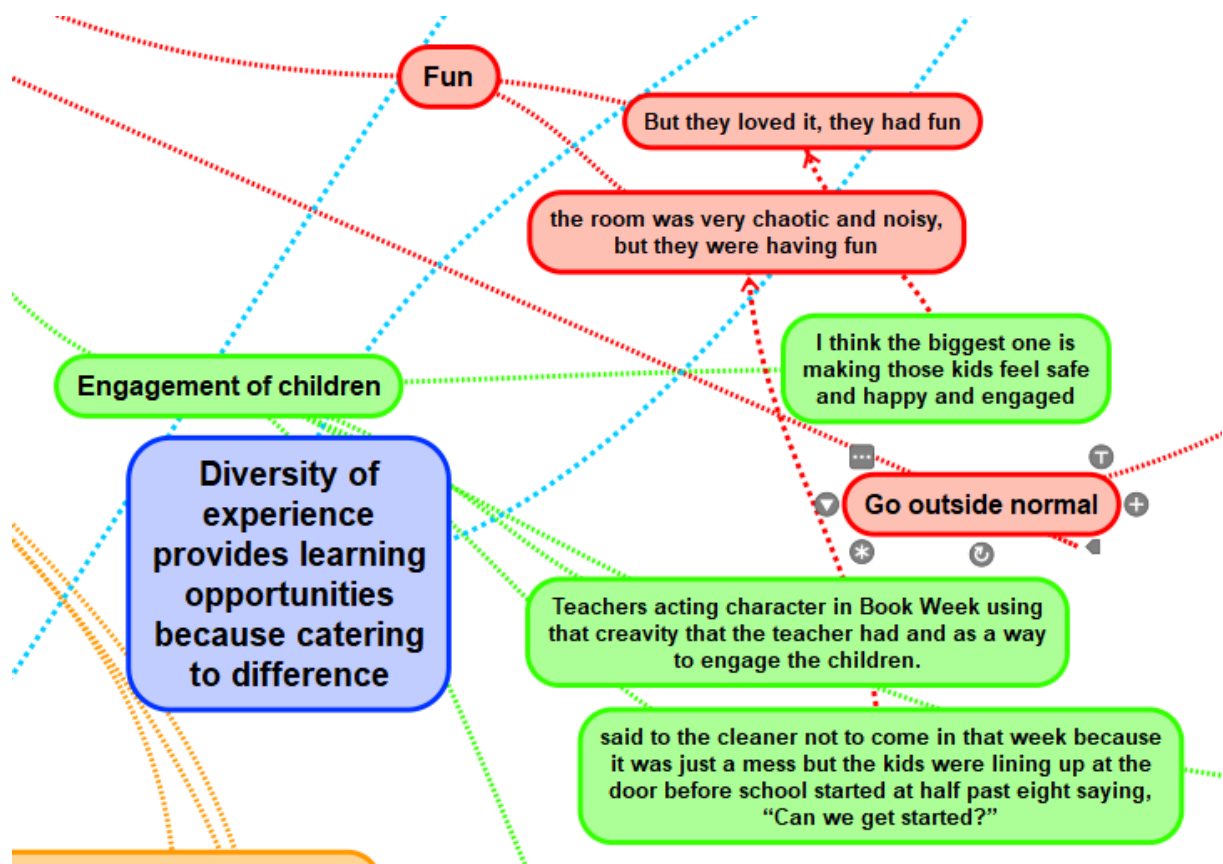 Fun
But they loved it, they had fun
the room was very chaotic and noisy,
but they were having fun
I think the biggest one is
making those kids feel safe
and happy and engaged
Engagement of children
Diversity of
experience
provides learning
opportunities
because catering
to difference
Go outside normal
Teachers acting character in Book Week using
that creavity that the teacher had and as a way
to engage the children.
said to the cleaner not to come in that week because
it was just a mess but the kids were lining up at the
door before school started at half past eight saying,
“Can we get started?”